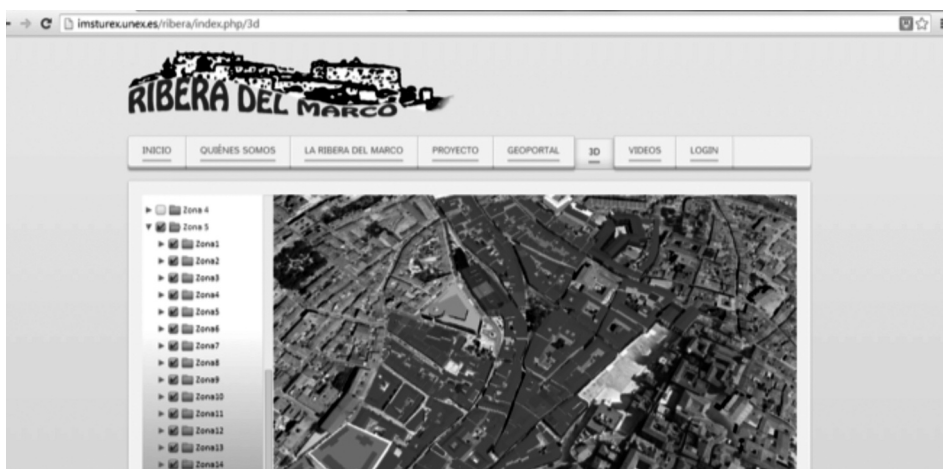 imsturex.unex.es/ribera/index.php/3d
RIBERA DEL MARCO
INICIO QUIÉNES SOMOS LA RIBERA DEL MARCO PROYECTO GEOPORTAL 3D VIDEOS LOGIN
Zona 4
Zona 5
Zona1
Zona2
Zona3
Zona4
Zona5
Zona6
Zona7
Zona8
Zona9
Zona10
Zona11
Zona12
Zona13
Zona14